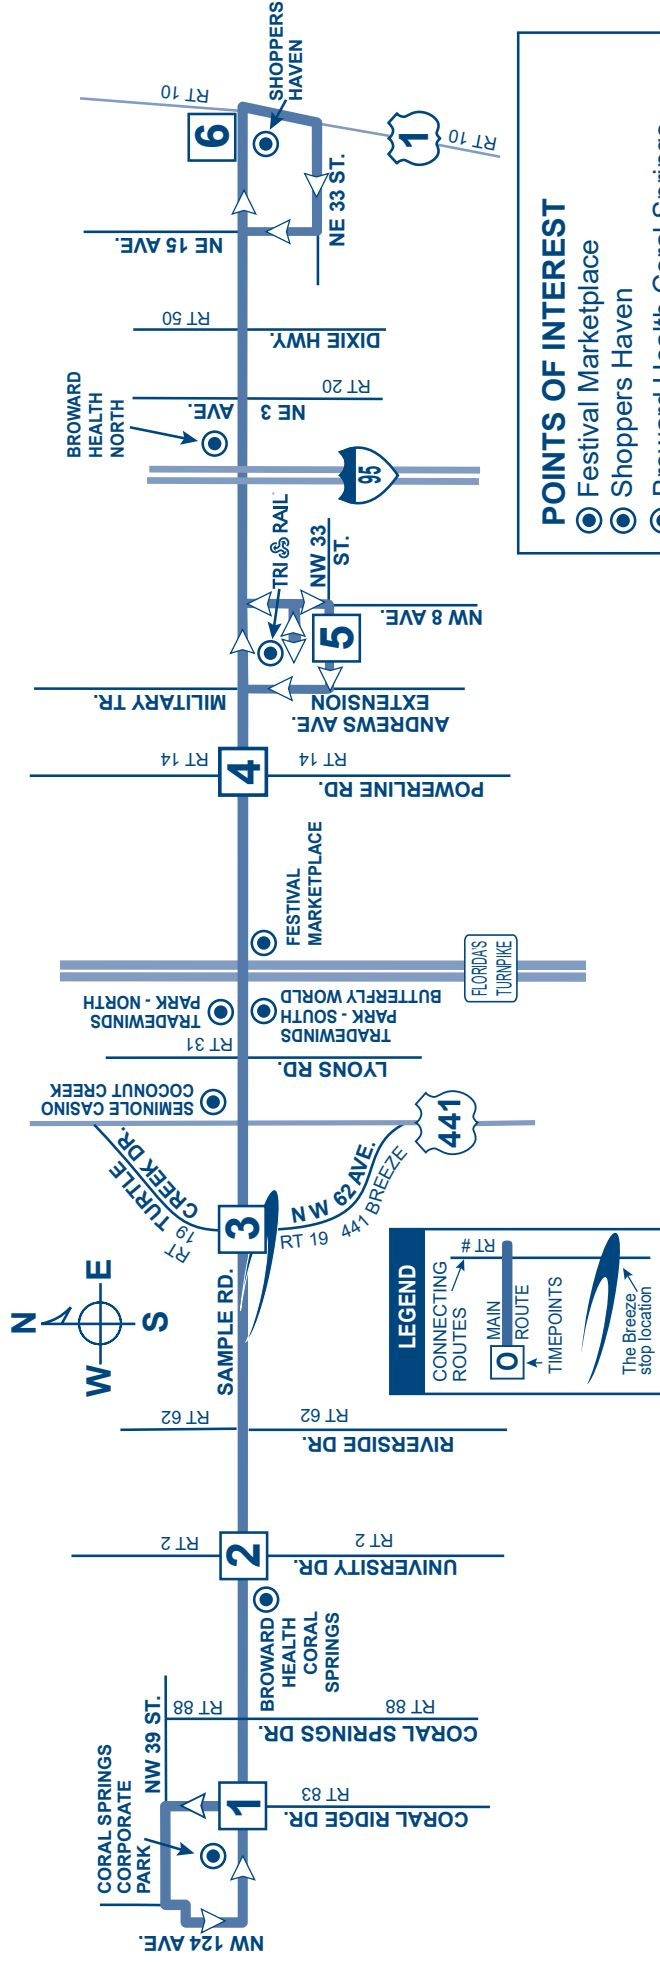 CORAL SPRINGS
CORPORATE
PARK
NW 39 ST.
NW 124 AVE.
1
RT 83
CORAL RIDGE DR.
RT 88
RT 88
CORAL SPRINGS DR.
BROWARD
HEALTH
CORAL
SPRINGS
RT 2
2
RT 2
UNIVERSITY DR.
RT 62
RT 62
RIVERSIDE DR.
N
W E
S
SAMPLE RD.
3
TURTLE
CREEK DR.
RT
19
NW 62 AVE.
RT 19 441 BREEZE
441
SEMINOLE CASINO
COCONUT CREEK
RT 31
LYONS RD.
TRADEWINDS
PARK - NORTH
TRADEWINDS
PARK - SOUTH
BUTTERFLY WORLD
FLORIDA'S
TURNPIKE
FESTIVAL
MARKETPLACE
RT 14
4
RT 14
POWERLINE RD.
MILITARY TR.
ANDREWS AVE.
EXTENSION
5
TRI RAIL
NW 33
ST.
NW 8 AVE.
95
BROWARD
HEALTH
NORTH
NE 3 AVE.
RT 20
RT 50
DIXIE HWY.
NE 15 AVE.
NE 33 ST.
6
RT 10
SHOPPERS
HAVEN
1
RT 10
LEGEND
CONNECTING
ROUTES
RT #
O
MAIN
ROUTE
TIMEPOINTS
The Breeze
stop location
POINTS OF INTEREST
Festival Marketplace
Shoppers Haven
Broward Health Coral Springs